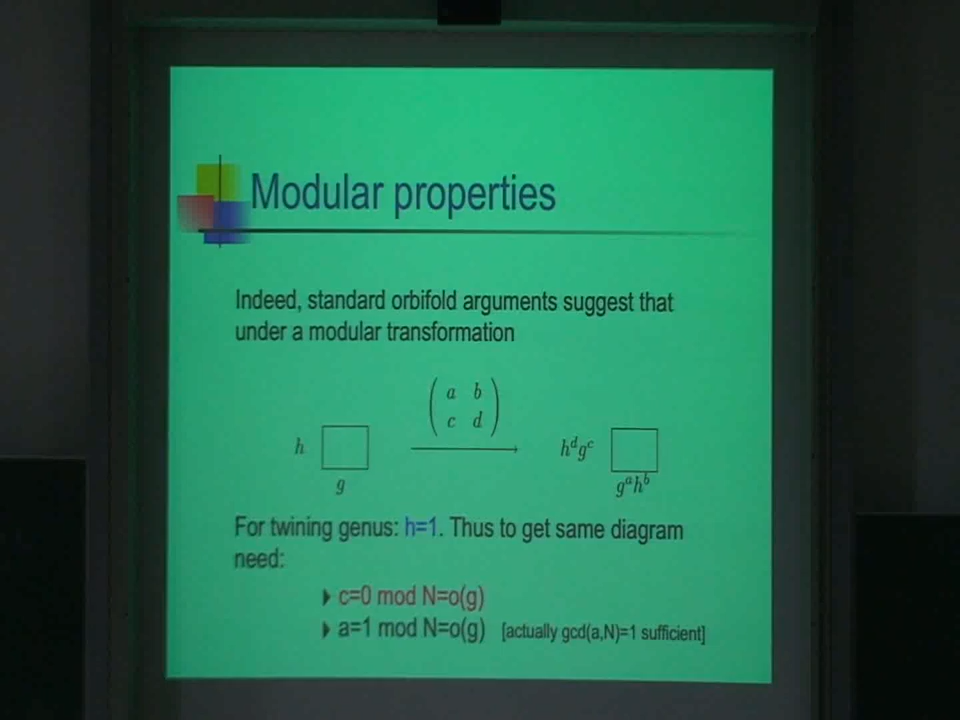 Modular properties
Indeed, standard orbifold arguments suggest that
under a modular transformation
a b
c d
h
h^d g^c
g
g^a h^b
For twining genus: h=1. Thus to get same diagram
need:
c=0 mod N=o(g)
a=1 mod N=o(g) [actually gcd(a,N)=1 sufficient]